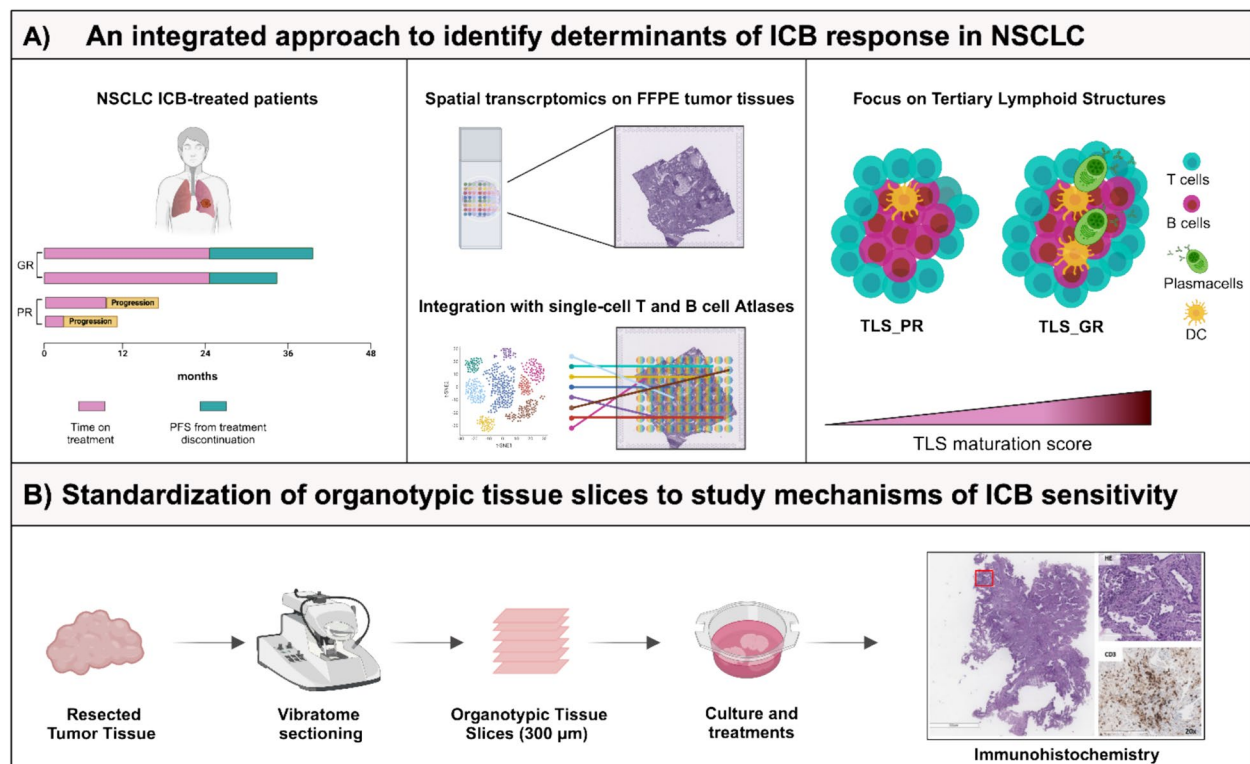 A) An integrated approach to identify determinants of ICB response in NSCLC
NSCLC ICB-treated patients
GR
PR
Progression
Progression
0 12 24 36 48
months
Time on
treatment
PFS from treatment
discontinuation
Spatial transcrptomics on FFPE tumor tissues
Integration with single-cell T and B cell Atlases
Focus on Tertiary Lymphoid Structures
T cells
B cells
Plasmacells
DC
TLS_PR
TLS_GR
TLS maturation score
B) Standardization of organotypic tissue slices to study mechanisms of ICB sensitivity
Resected
Tumor Tissue
Vibratome
sectioning
Organotypic Tissue
Slices (300 µm)
Culture and
treatments
HE
CD3
20x
Immunohistochemistry